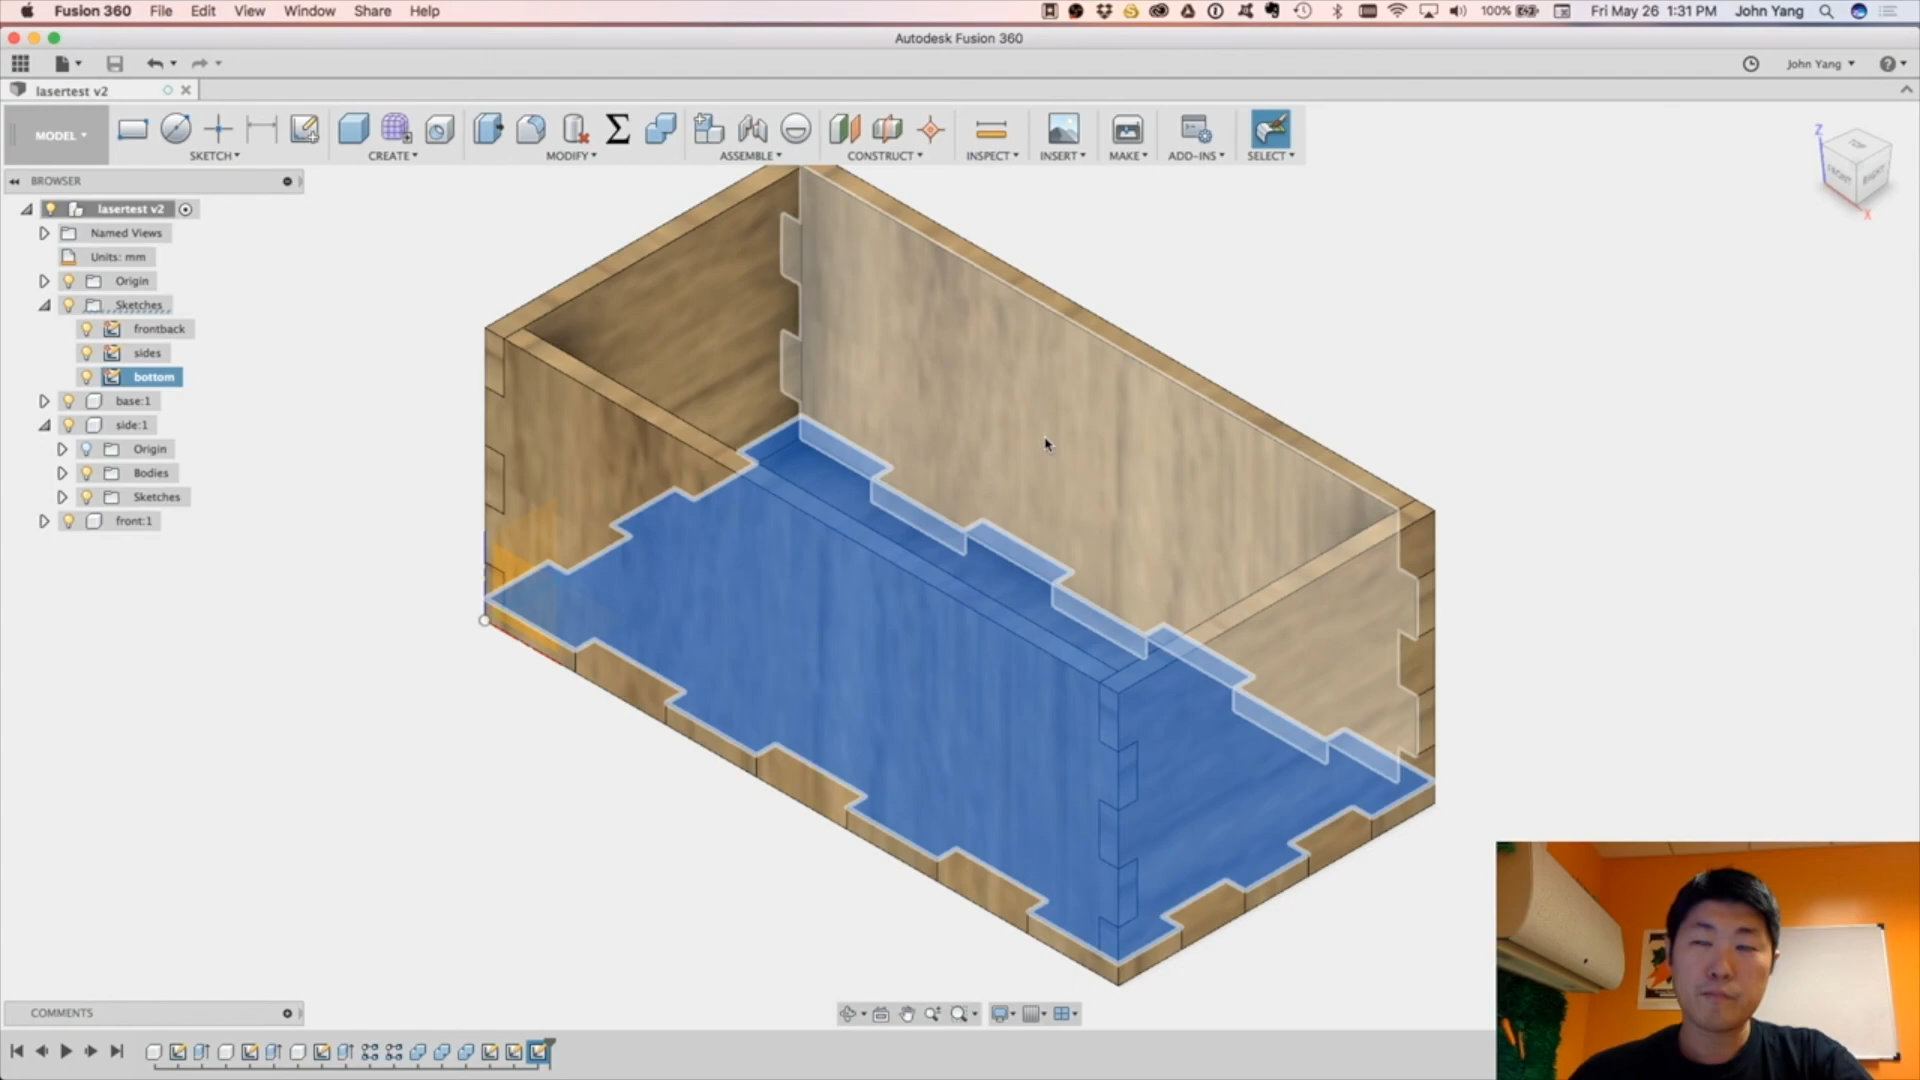 Fusion 360 File Edit View Window Share Help 100% Fri May 26 1:31 PM John Yang
Autodesk Fusion 360
John Yang
lasertest v2
MODEL
SKETCH CREATE MODIFY ASSEMBLE CONSTRUCT INSPECT INSERT MAKE ADD-INS SELECT
BROWSER
lasertest v2
Named Views
Units: mm
Origin
Sketches
frontback
sides
bottom
base:1
side:1
Origin
Bodies
Sketches
front:1
Z
TOP
FRONT RIGHT
X
COMMENTS